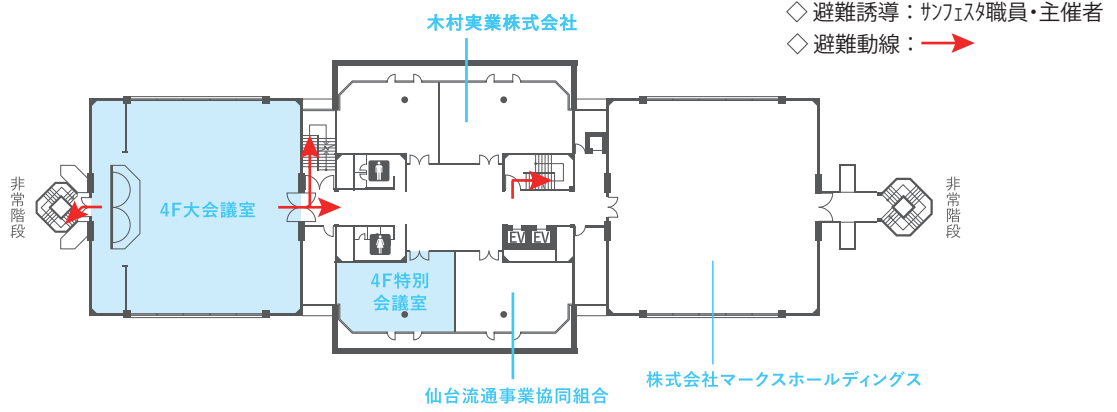 ◇ 避難誘導：ｻﾝﾌｪｽﾀ職員･主催者
◇ 避難動線：
木村実業株式会社
非常階段
4F大会議室
非常階段
EV EV
4F特別
会議室
株式会社マークスホールディングス
仙台流通事業協同組合